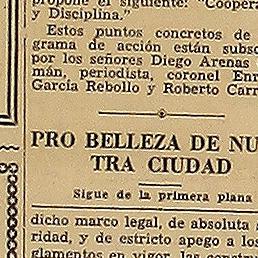 propone el siguiente: "Coopera
y Disciplina."
Estos puntos concretos de
grama de acción están subsc
por los señores Diego Arenas
mán, periodista, coronel Enr
García Rebollo y Roberto Carr
PRO BELLEZA DE NU
TRA CIUDAD
Sigue de la primera plana
dicho marco legal, de absoluta s
ridad, y de estricto apego a los
glamentos en vigor, las constru